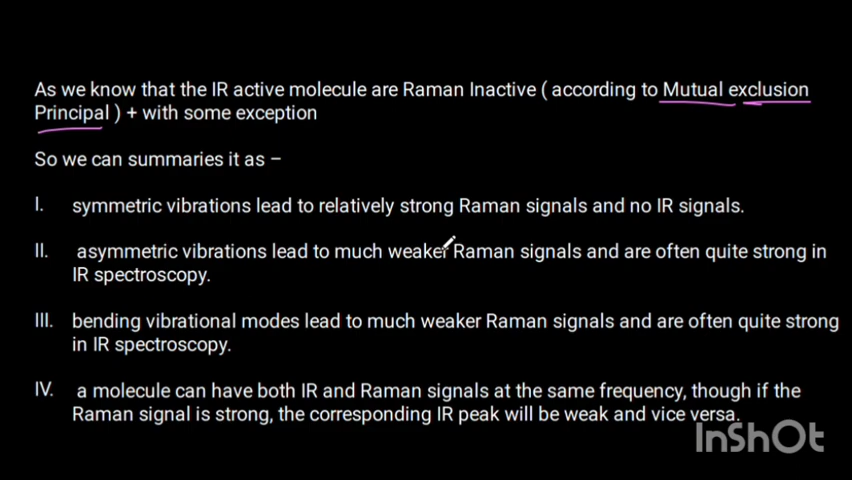 As we know that the IR active molecule are Raman Inactive ( according to Mutual exclusion
Principal ) + with some exception
So we can summaries it as –
I. symmetric vibrations lead to relatively strong Raman signals and no IR signals.
II. asymmetric vibrations lead to much weaker Raman signals and are often quite strong in
IR spectroscopy.
III. bending vibrational modes lead to much weaker Raman signals and are often quite strong
in IR spectroscopy.
IV. a molecule can have both IR and Raman signals at the same frequency, though if the
Raman signal is strong, the corresponding IR peak will be weak and vice versa.
InShOt